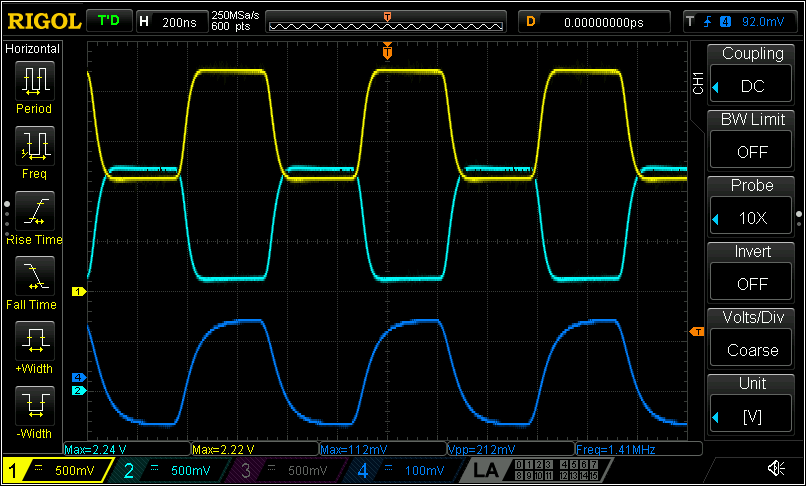 RIGOL T'D H 200ns 250MSa/s 600 pts T D 0.00000000ps T 4 92.0mV
Horizontal
Period
Freq
Rise Time
Fall Time
+Width
-Width
T
1
4
2
T
CH1
Coupling
DC
BW Limit
OFF
Probe
10X
Invert
OFF
Volts/Div
Coarse
Unit
[V]
Max=2.24 V Max=2.22 V Max=112mV Vpp=212mV Freq=1.41MHz
1 500mV 2 500mV 3 500mV 4 100mV LA 0 1 2 3 4 5 6 7
8 9 10 11 12 13 14 15